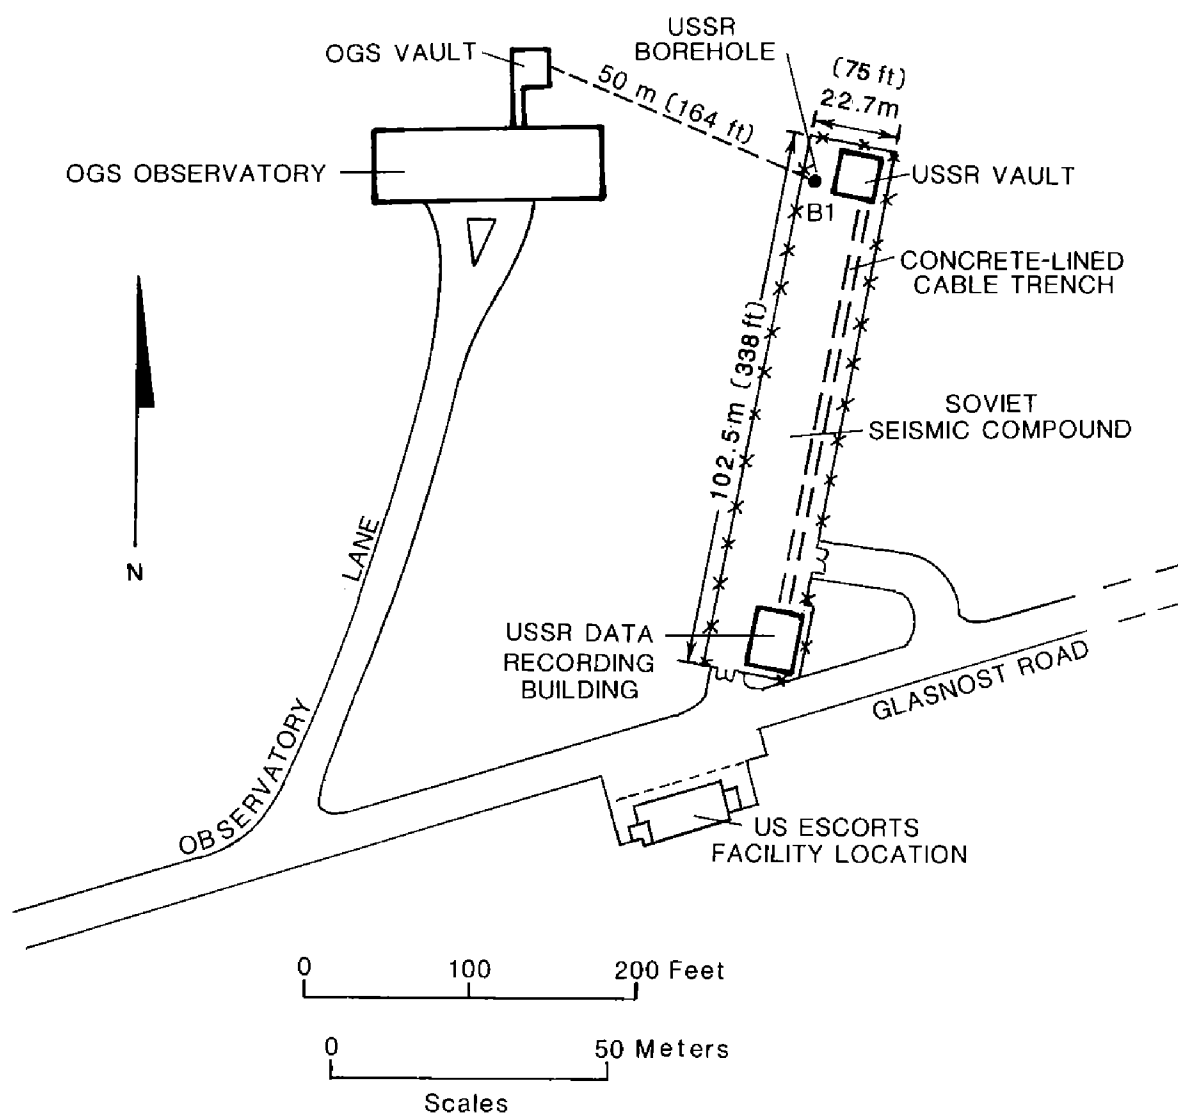 USSR
BOREHOLE
OGS VAULT
50 m (164 ft)
(75 ft)
22.7m
OGS OBSERVATORY
USSR VAULT
B1
CONCRETE-LINED
CABLE TRENCH
102.5 m (338 ft)
SOVIET
SEISMIC COMPOUND
N
OBSERVATORY LANE
USSR DATA
RECORDING
BUILDING
GLASNOST ROAD
US ESCORTS
FACILITY LOCATION
0 100 200 Feet
0 50 Meters
Scales